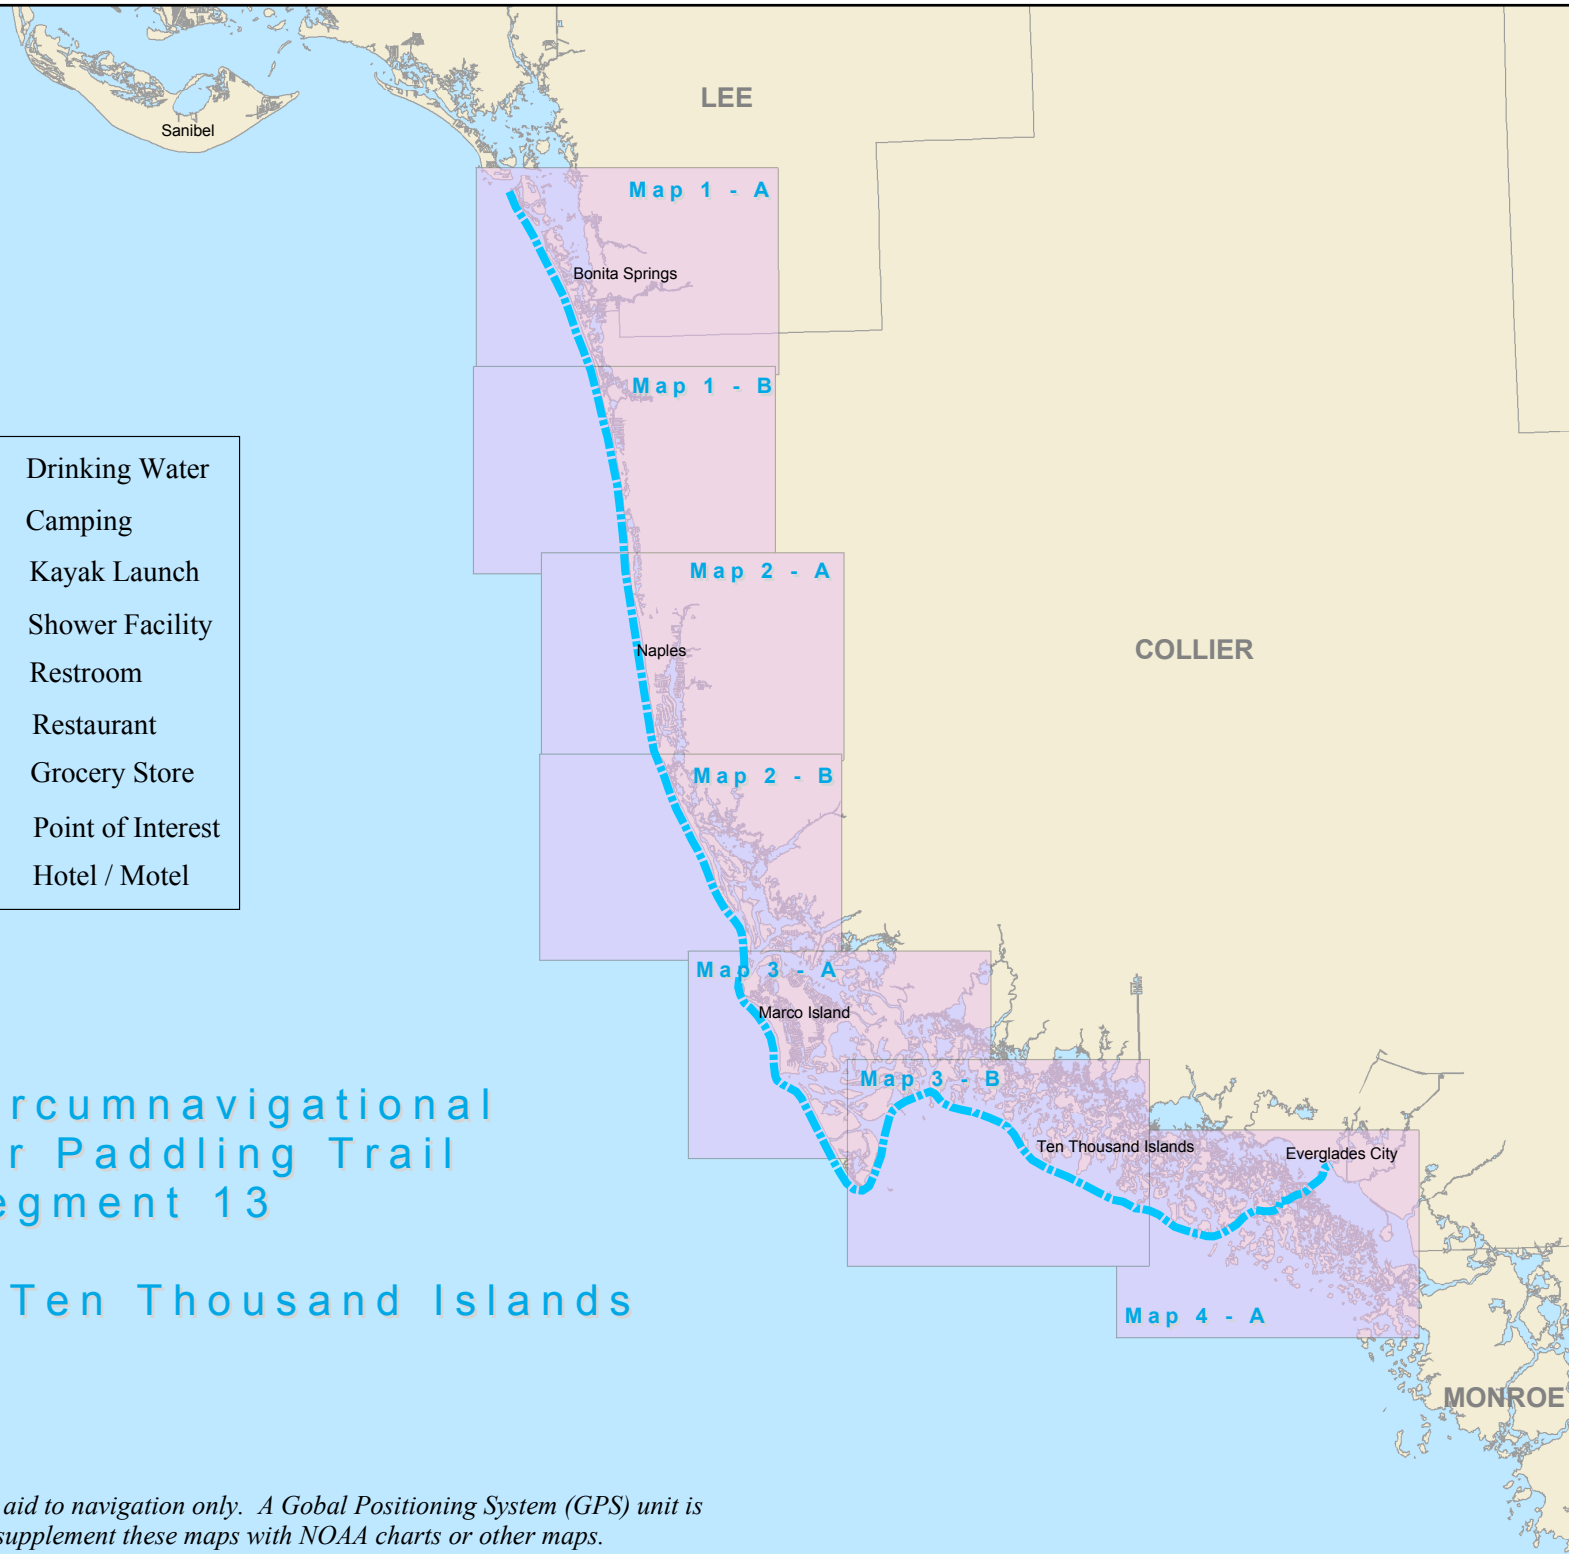 LEE
Sanibel
Map 1 - A
Bonita Springs
Map 1 - B
Drinking Water
Camping
Kayak Launch
Shower Facility
Restroom
Restaurant
Grocery Store
Point of Interest
Hotel / Motel
Map 2 - A
Naples
COLLIER
Map 2 - B
Map 3 - A
Marco Island
Map 3 - B
Ten Thousand Islands
Everglades City
Map 4 - A
MONROE
rcumnavigational
r Paddling Trail
egment 13
Ten Thousand Islands
aid to navigation only. A Gobal Positioning System (GPS) unit is
supplement these maps with NOAA charts or other maps.